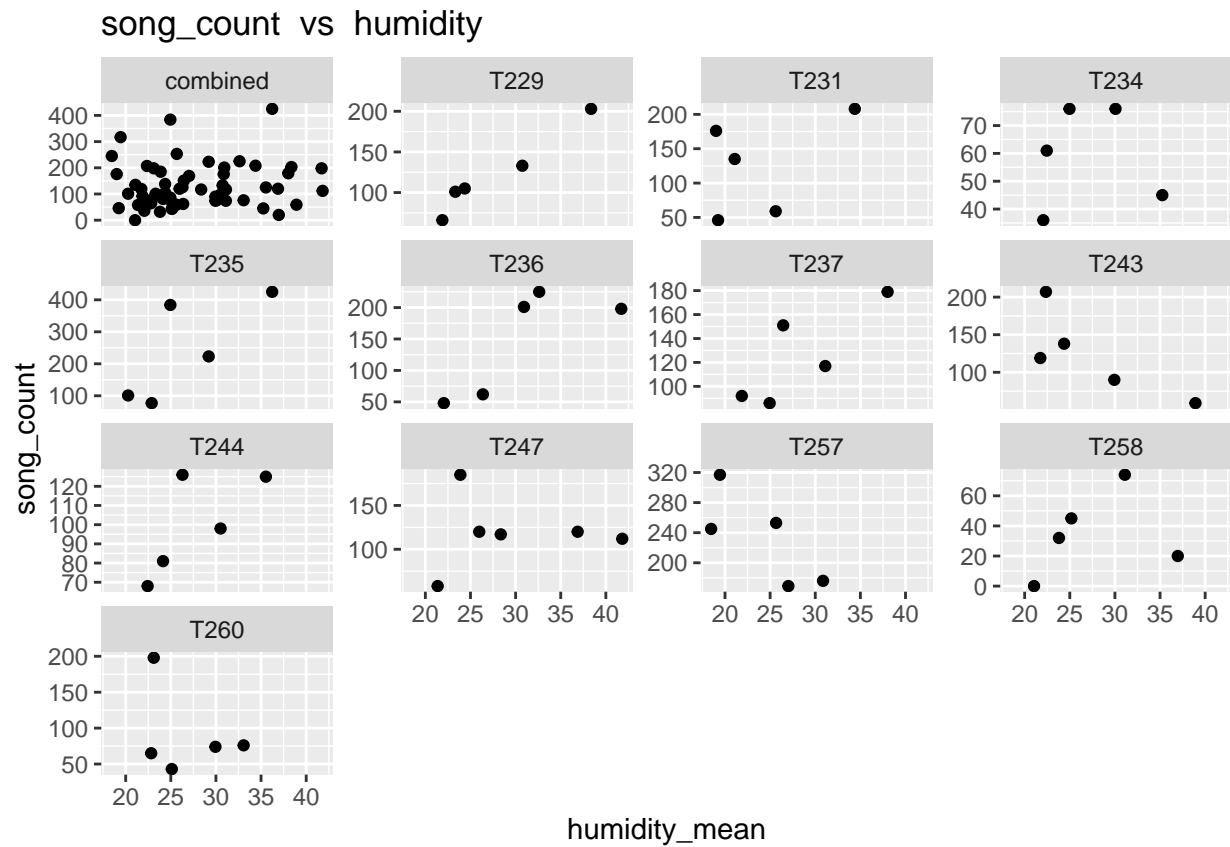 song_count vs humidity
combined T229 T231 T234
400 300 200 100 0
200 150 100
200 150 100 50
70 60 50 40
T235 T236 T237 T243
400 300 200 100
200 150 100 50
180 160 140 120 100
200 150 100
song_count
T244 T247 T257 T258
120 110 100 90 80 70
150 100
320 280 240 200
60 40 20 0
20 25 30 35 40 20 25 30 35 40 20 25 30 35 40
T260
200 150 100 50
20 25 30 35 40
humidity_mean